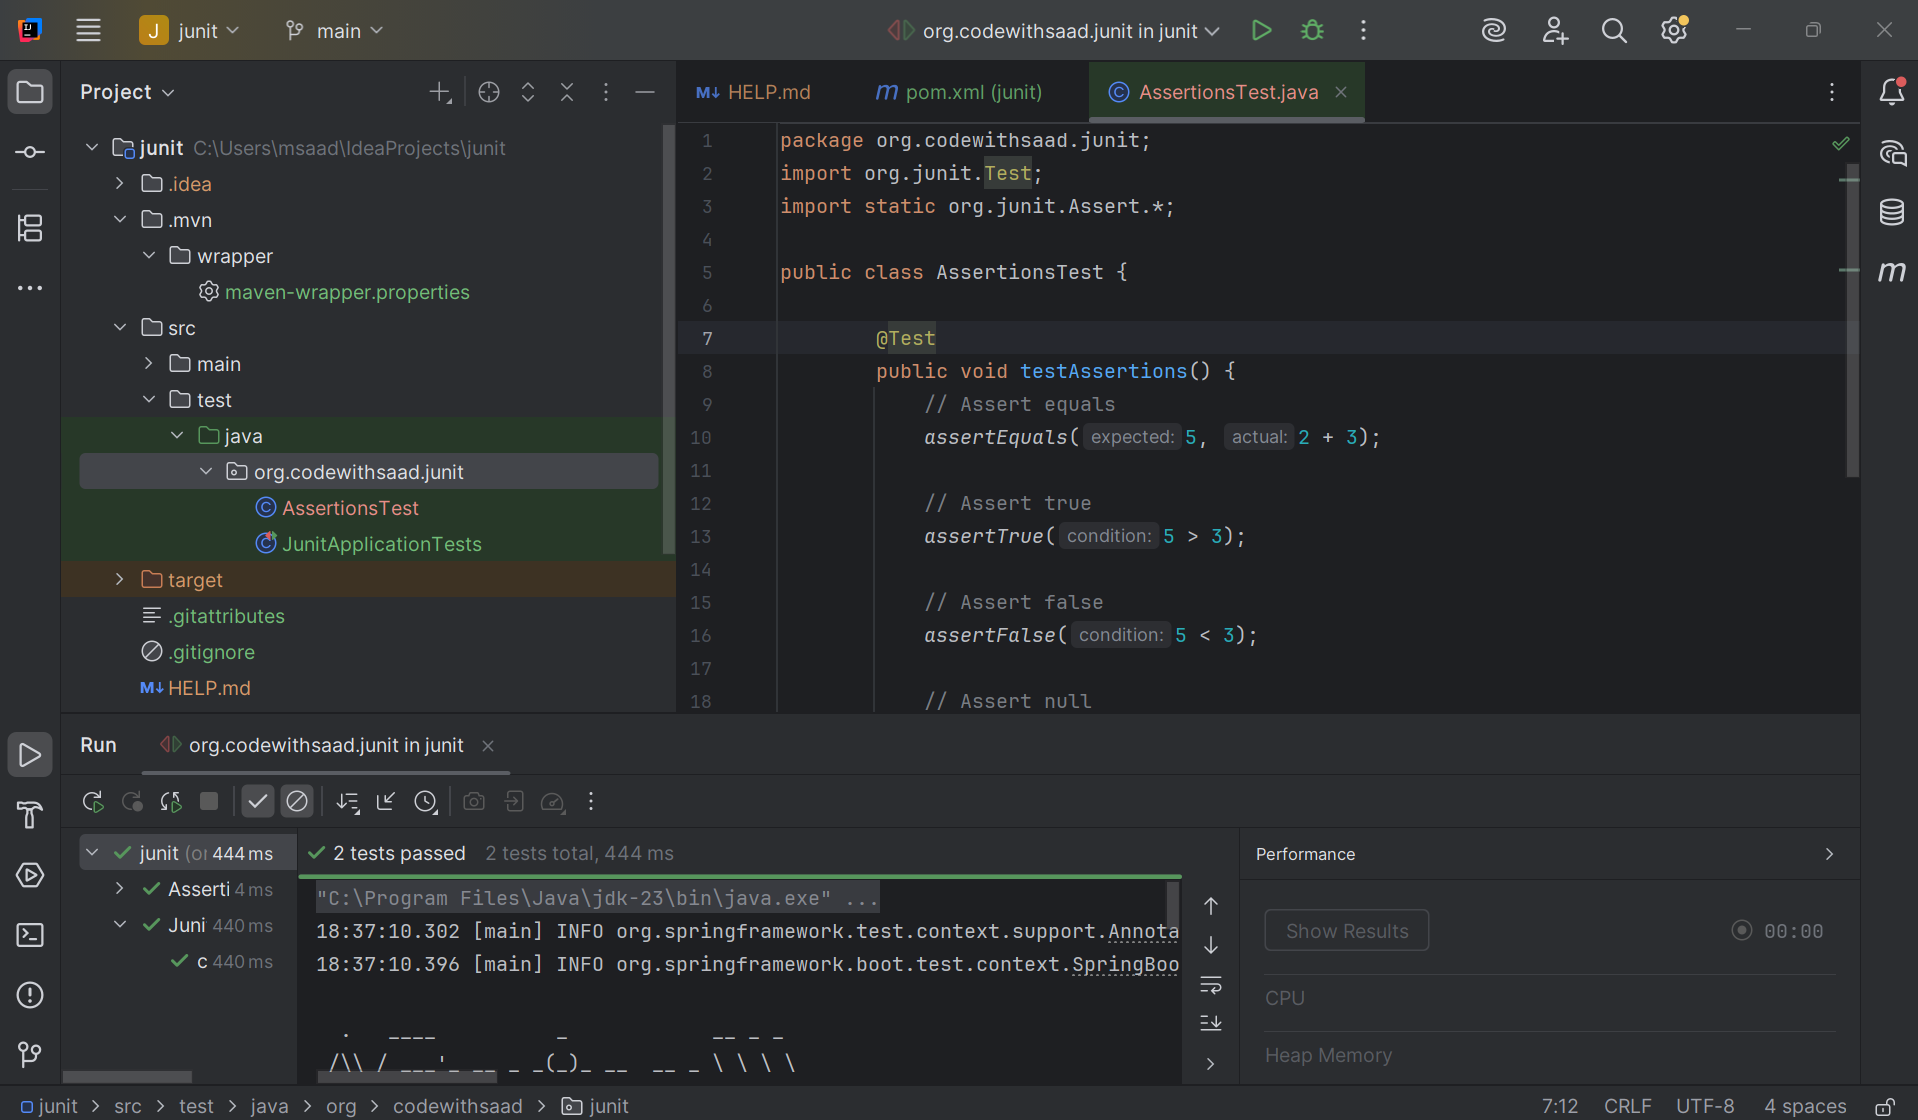 J junit main org.codewithsaad.junit in junit
Project
HELP.md
m pom.xml (junit)
AssertionsTest.java
junit C:\Users\msaad\IdeaProjects\junit
.idea
.mvn
wrapper
maven-wrapper.properties
src
main
test
java
org.codewithsaad.junit
AssertionsTest
JunitApplicationTests
target
.gitattributes
.gitignore
M↓ HELP.md
1 package org.codewithsaad.junit;
2 import org.junit.Test;
3 import static org.junit.Assert.*;
4
5 public class AssertionsTest {
6
7 @Test
8 public void testAssertions() {
9 // Assert equals
10 assertEquals( expected: 5, actual: 2 + 3);
11
12 // Assert true
13 assertTrue( condition: 5 > 3);
14
15 // Assert false
16 assertFalse( condition: 5 < 3);
17
18 // Assert null
Run org.codewithsaad.junit in junit
junit (or 444 ms
Asserti 4 ms
Juni 440 ms
c 440 ms
2 tests passed 2 tests total, 444 ms
"C:\Program Files\Java\jdk-23\bin\java.exe" ...
18:37:10.302 [main] INFO org.springframework.test.context.support.Annota
18:37:10.396 [main] INFO org.springframework.boot.test.context.SpringBoo
Performance
Show Results 00:00
CPU
Heap Memory
junit > src > test > java > org > codewithsaad > junit
7:12 CRLF UTF-8 4 spaces